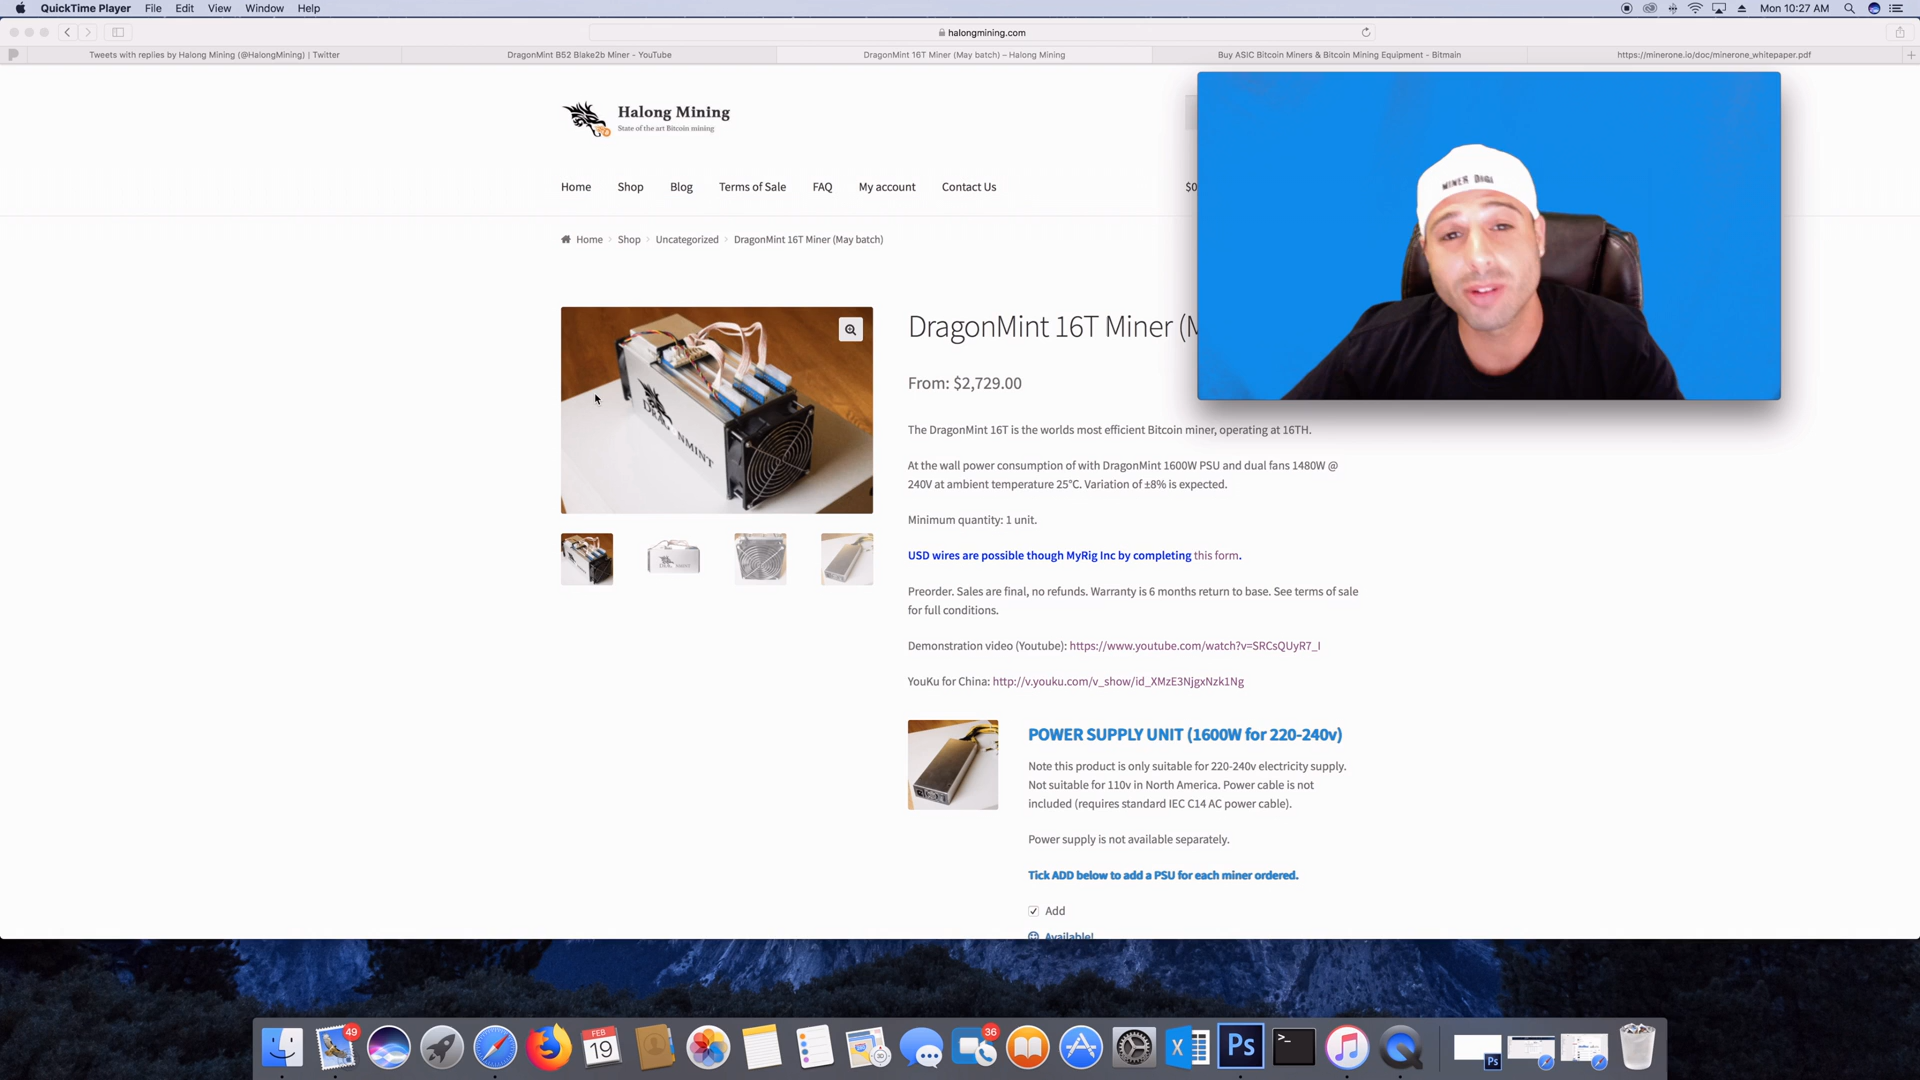 QuickTime Player File Edit View Window Help Mon 10:27 AM
halongmining.com
Tweets with replies by Halong Mining (@HalongMining) | Twitter DragonMint B52 Blake2b Miner - YouTube DragonMint 16T Miner (May batch) – Halong Mining Buy ASIC Bitcoin Miners & Bitcoin Mining Equipment - Bitmain https://minerone.io/doc/minerone_whitepaper.pdf
Halong Mining
State of the art Bitcoin mining
Home Shop Blog Terms of Sale FAQ My account Contact Us $0
MINER DIGI
Home Shop Uncategorized DragonMint 16T Miner (May batch)
DragonMint 16T Miner (M
From: $2,729.00
The DragonMint 16T is the worlds most efficient Bitcoin miner, operating at 16TH.
At the wall power consumption of with DragonMint 1600W PSU and dual fans 1480W @
240V at ambient temperature 25°C. Variation of ±8% is expected.
Minimum quantity: 1 unit.
USD wires are possible though MyRig Inc by completing this form.
Preorder. Sales are final, no refunds. Warranty is 6 months return to base. See terms of sale
for full conditions.
Demonstration video (Youtube): https://www.youtube.com/watch?v=SRCsQUyR7_I
YouKu for China: http://v.youku.com/v_show/id_XMzE3NjgxNzk1Ng
POWER SUPPLY UNIT (1600W for 220-240v)
Note this product is only suitable for 220-240v electricity supply.
Not suitable for 110v in North America. Power cable is not
included (requires standard IEC C14 AC power cable).
Power supply is not available separately.
Tick ADD below to add a PSU for each miner ordered.
Add
Available!
49 FEB 19 36 Ps Ps